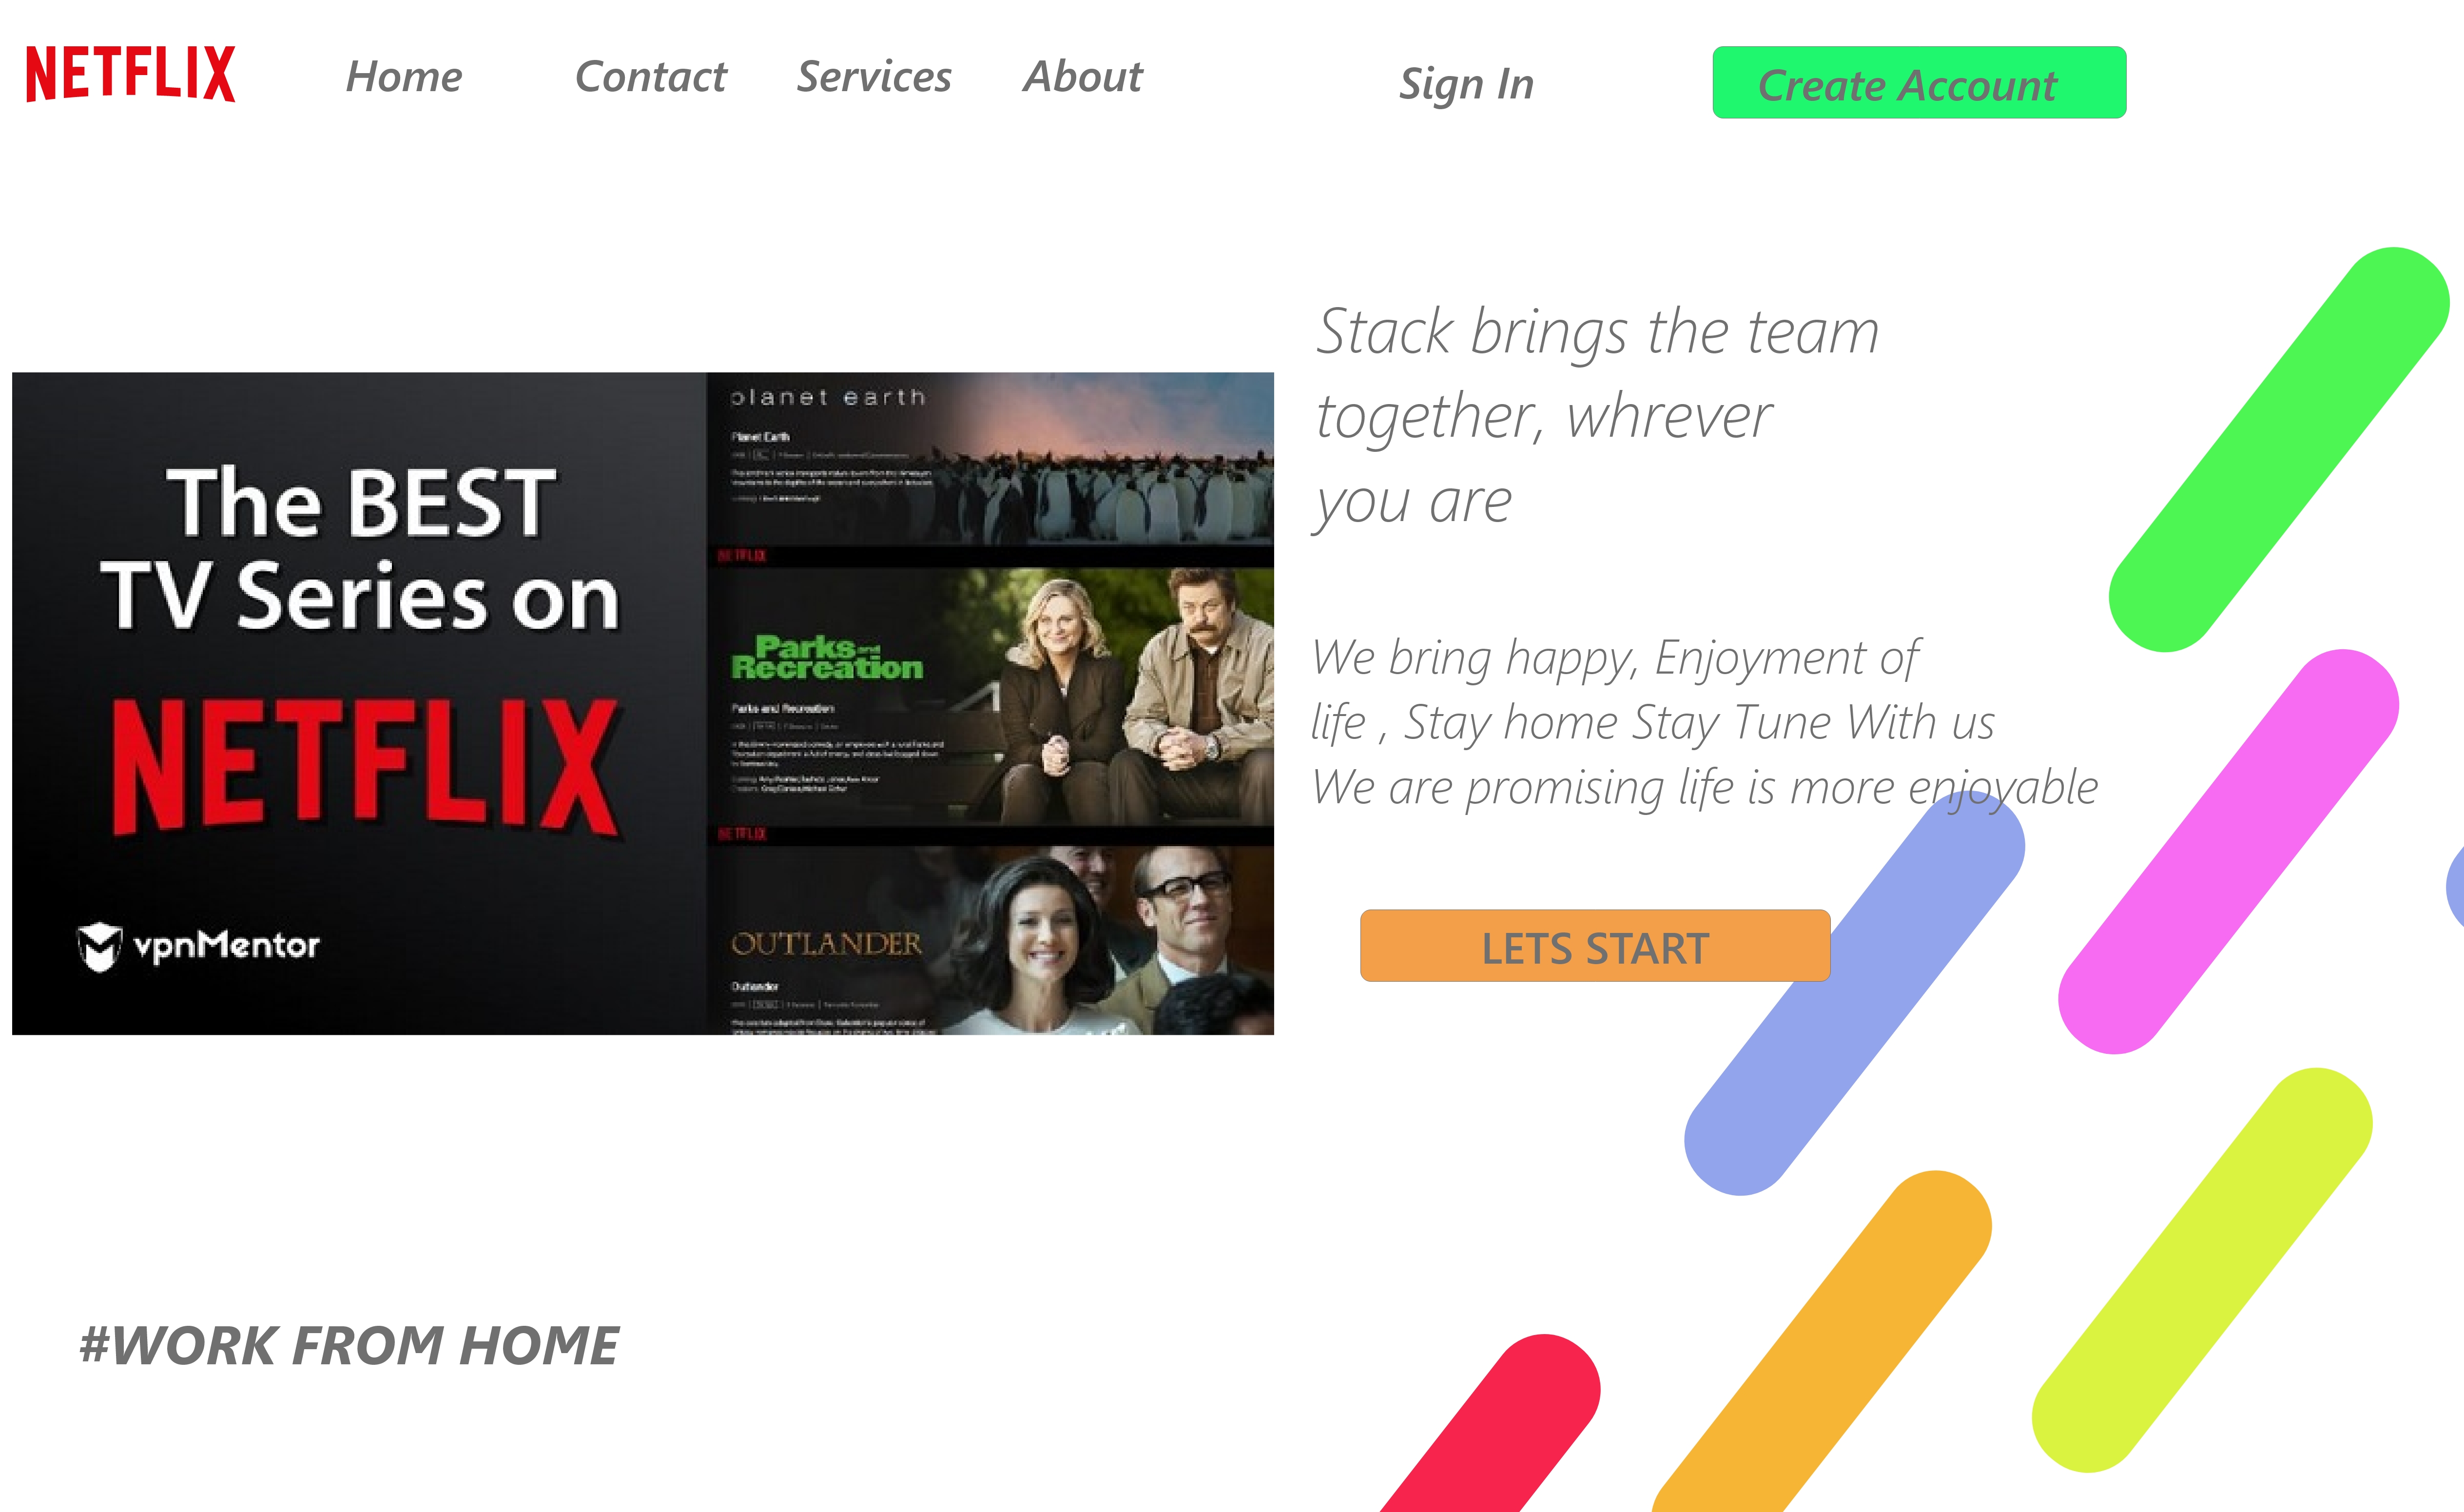 NETFLIX
Home
Contact
Services
About
Sign In
Create Account
Stack brings the team
together, whrever
you are
We bring happy, Enjoyment of
life , Stay home Stay Tune With us
We are promising life is more enjoyable
LETS START
The BEST
TV Series on
NETFLIX
vpnMentor
planet earth
Planet Earth
NETFLIX
Parks and
Recreation
Parks and Recreation
NETFLIX
OUTLANDER
Outlander
#WORK FROM HOME